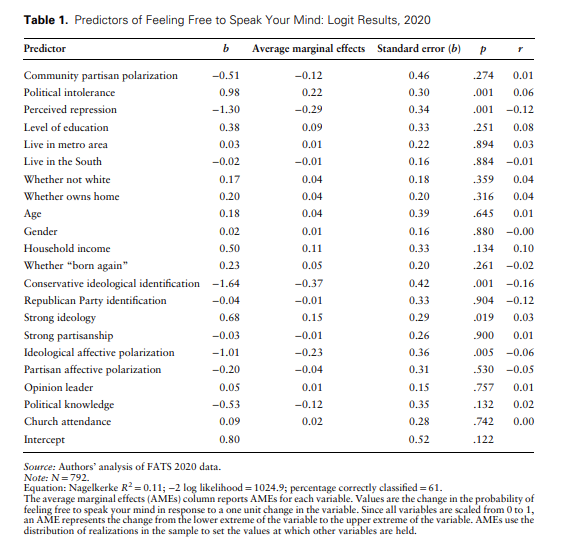 Table 1. Predictors of Feeling Free to Speak Your Mind: Logit Results, 2020
Predictor b Average marginal effects Standard error (b) p r
Community partisan polarization −0.51 −0.12 0.46 .274 0.01
Political intolerance 0.98 0.22 0.30 .001 0.06
Perceived repression −1.30 −0.29 0.34 .001 −0.12
Level of education 0.38 0.09 0.33 .251 0.08
Live in metro area 0.03 0.01 0.22 .894 0.03
Live in the South −0.02 −0.01 0.16 .884 −0.01
Whether not white 0.17 0.04 0.18 .359 0.04
Whether owns home 0.20 0.04 0.20 .316 0.04
Age 0.18 0.04 0.39 .645 0.01
Gender 0.02 0.01 0.16 .880 −0.00
Household income 0.50 0.11 0.33 .134 0.10
Whether “born again” 0.23 0.05 0.20 .261 −0.02
Conservative ideological identification −1.64 −0.37 0.42 .001 −0.16
Republican Party identification −0.04 −0.01 0.33 .904 −0.12
Strong ideology 0.68 0.15 0.29 .019 0.03
Strong partisanship −0.03 −0.01 0.26 .900 0.01
Ideological affective polarization −1.01 −0.23 0.36 .005 −0.06
Partisan affective polarization −0.20 −0.04 0.31 .530 −0.05
Opinion leader 0.05 0.01 0.15 .757 0.01
Political knowledge −0.53 −0.12 0.35 .132 0.02
Church attendance 0.09 0.02 0.28 .742 0.00
Intercept 0.80 0.52 .122
Source: Authors’ analysis of FATS 2020 data.
Note: N = 792.
Equation: Nagelkerke R² = 0.11; −2 log likelihood = 1024.9; percentage correctly classified = 61.
The average marginal effects (AMEs) column reports AMEs for each variable. Values are the change in the probability of
feeling free to speak your mind in response to a one unit change in the variable. Since all variables are scaled from 0 to 1,
an AME represents the change from the lower extreme of the variable to the upper extreme of the variable. AMEs use the
distribution of realizations in the sample to set the values at which other variables are held.